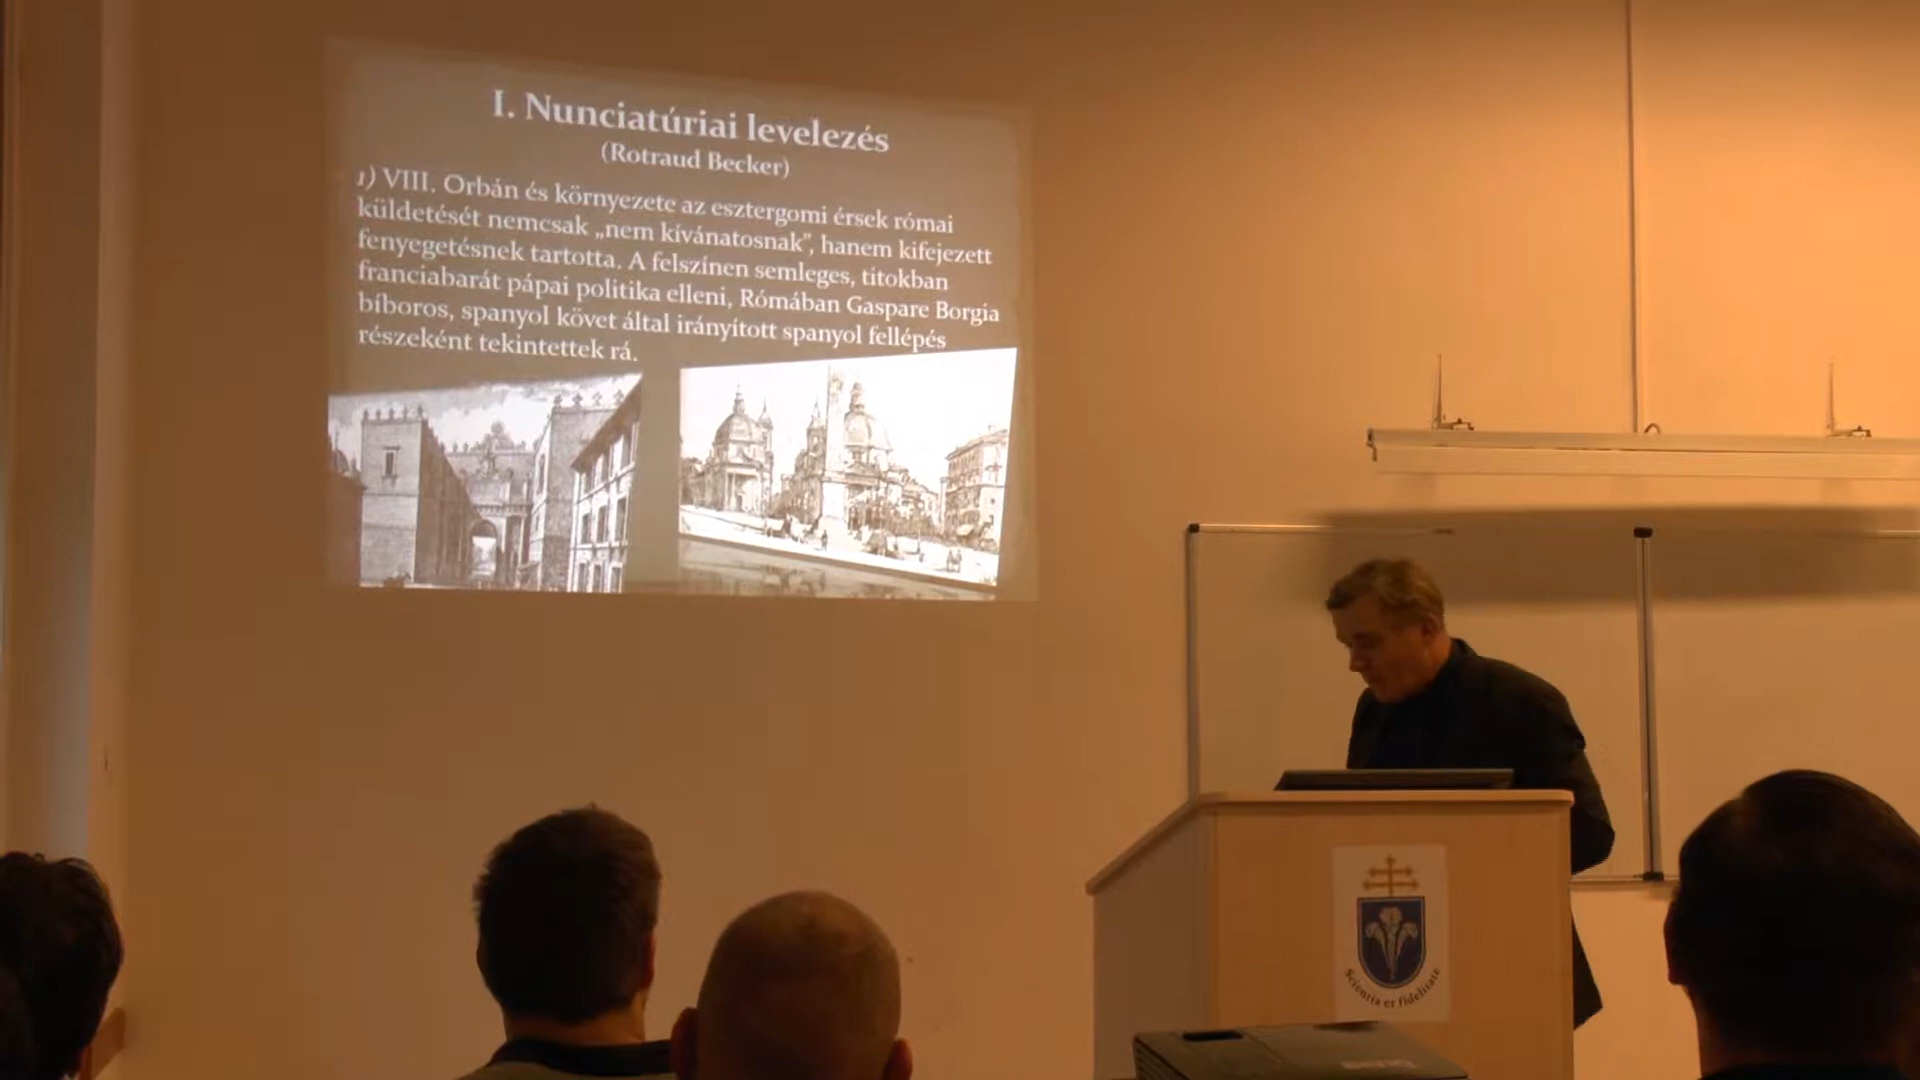 I. Nunciatúriai levelezés
(Rotraud Becker)
1) VIII. Orbán és környezete az esztergomi érsek római
küldetését nemcsak „nem kívánatosnak”, hanem kifejezett
fenyegetésnek tartotta. A felszínen semleges, titokban
franciabarát pápai politika elleni, Rómában Gaspare Borgia
bíboros, spanyol követ által irányított spanyol fellépés
részeként tekintettek rá.
Scientia et fidelitate